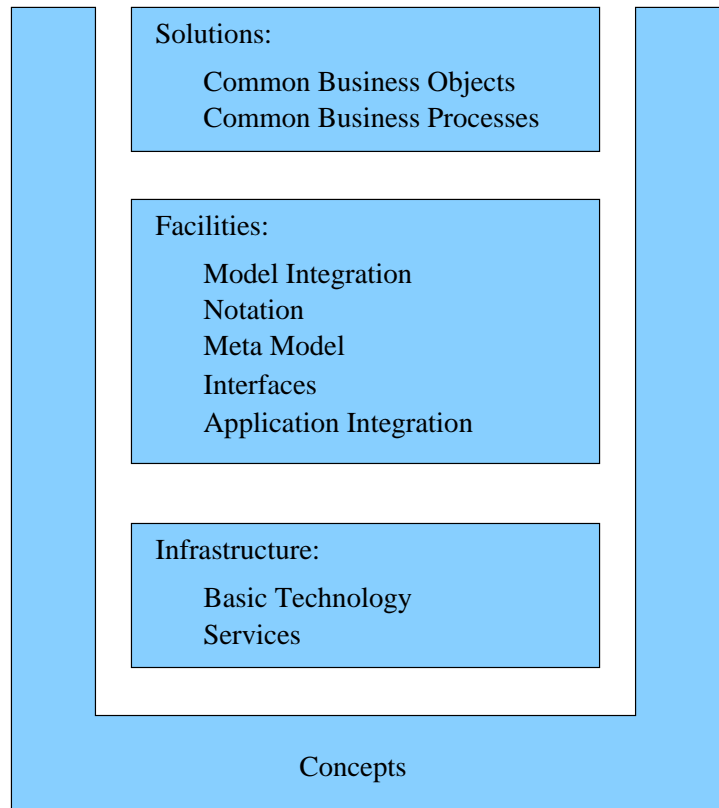 Solutions:
Common Business Objects
Common Business Processes
Facilities:
Model Integration
Notation
Meta Model
Interfaces
Application Integration
Infrastructure:
Basic Technology
Services
Concepts